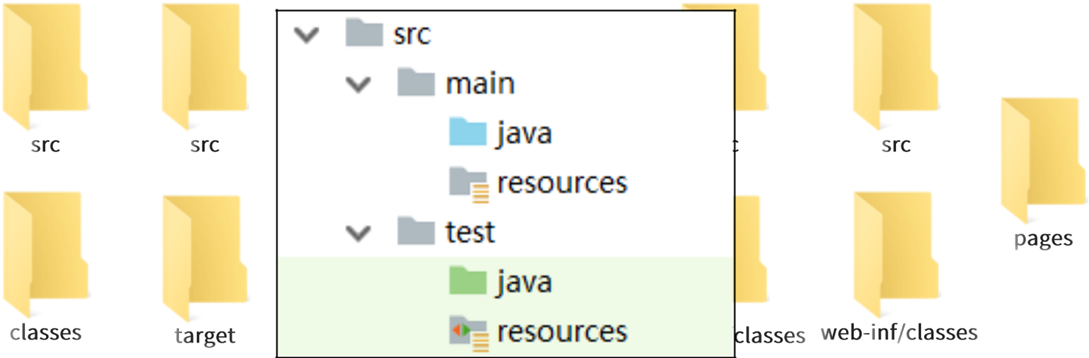 src
src
src
main
java
resources
test
java
resources
src
pages
classes
target
classes
web-inf/classes